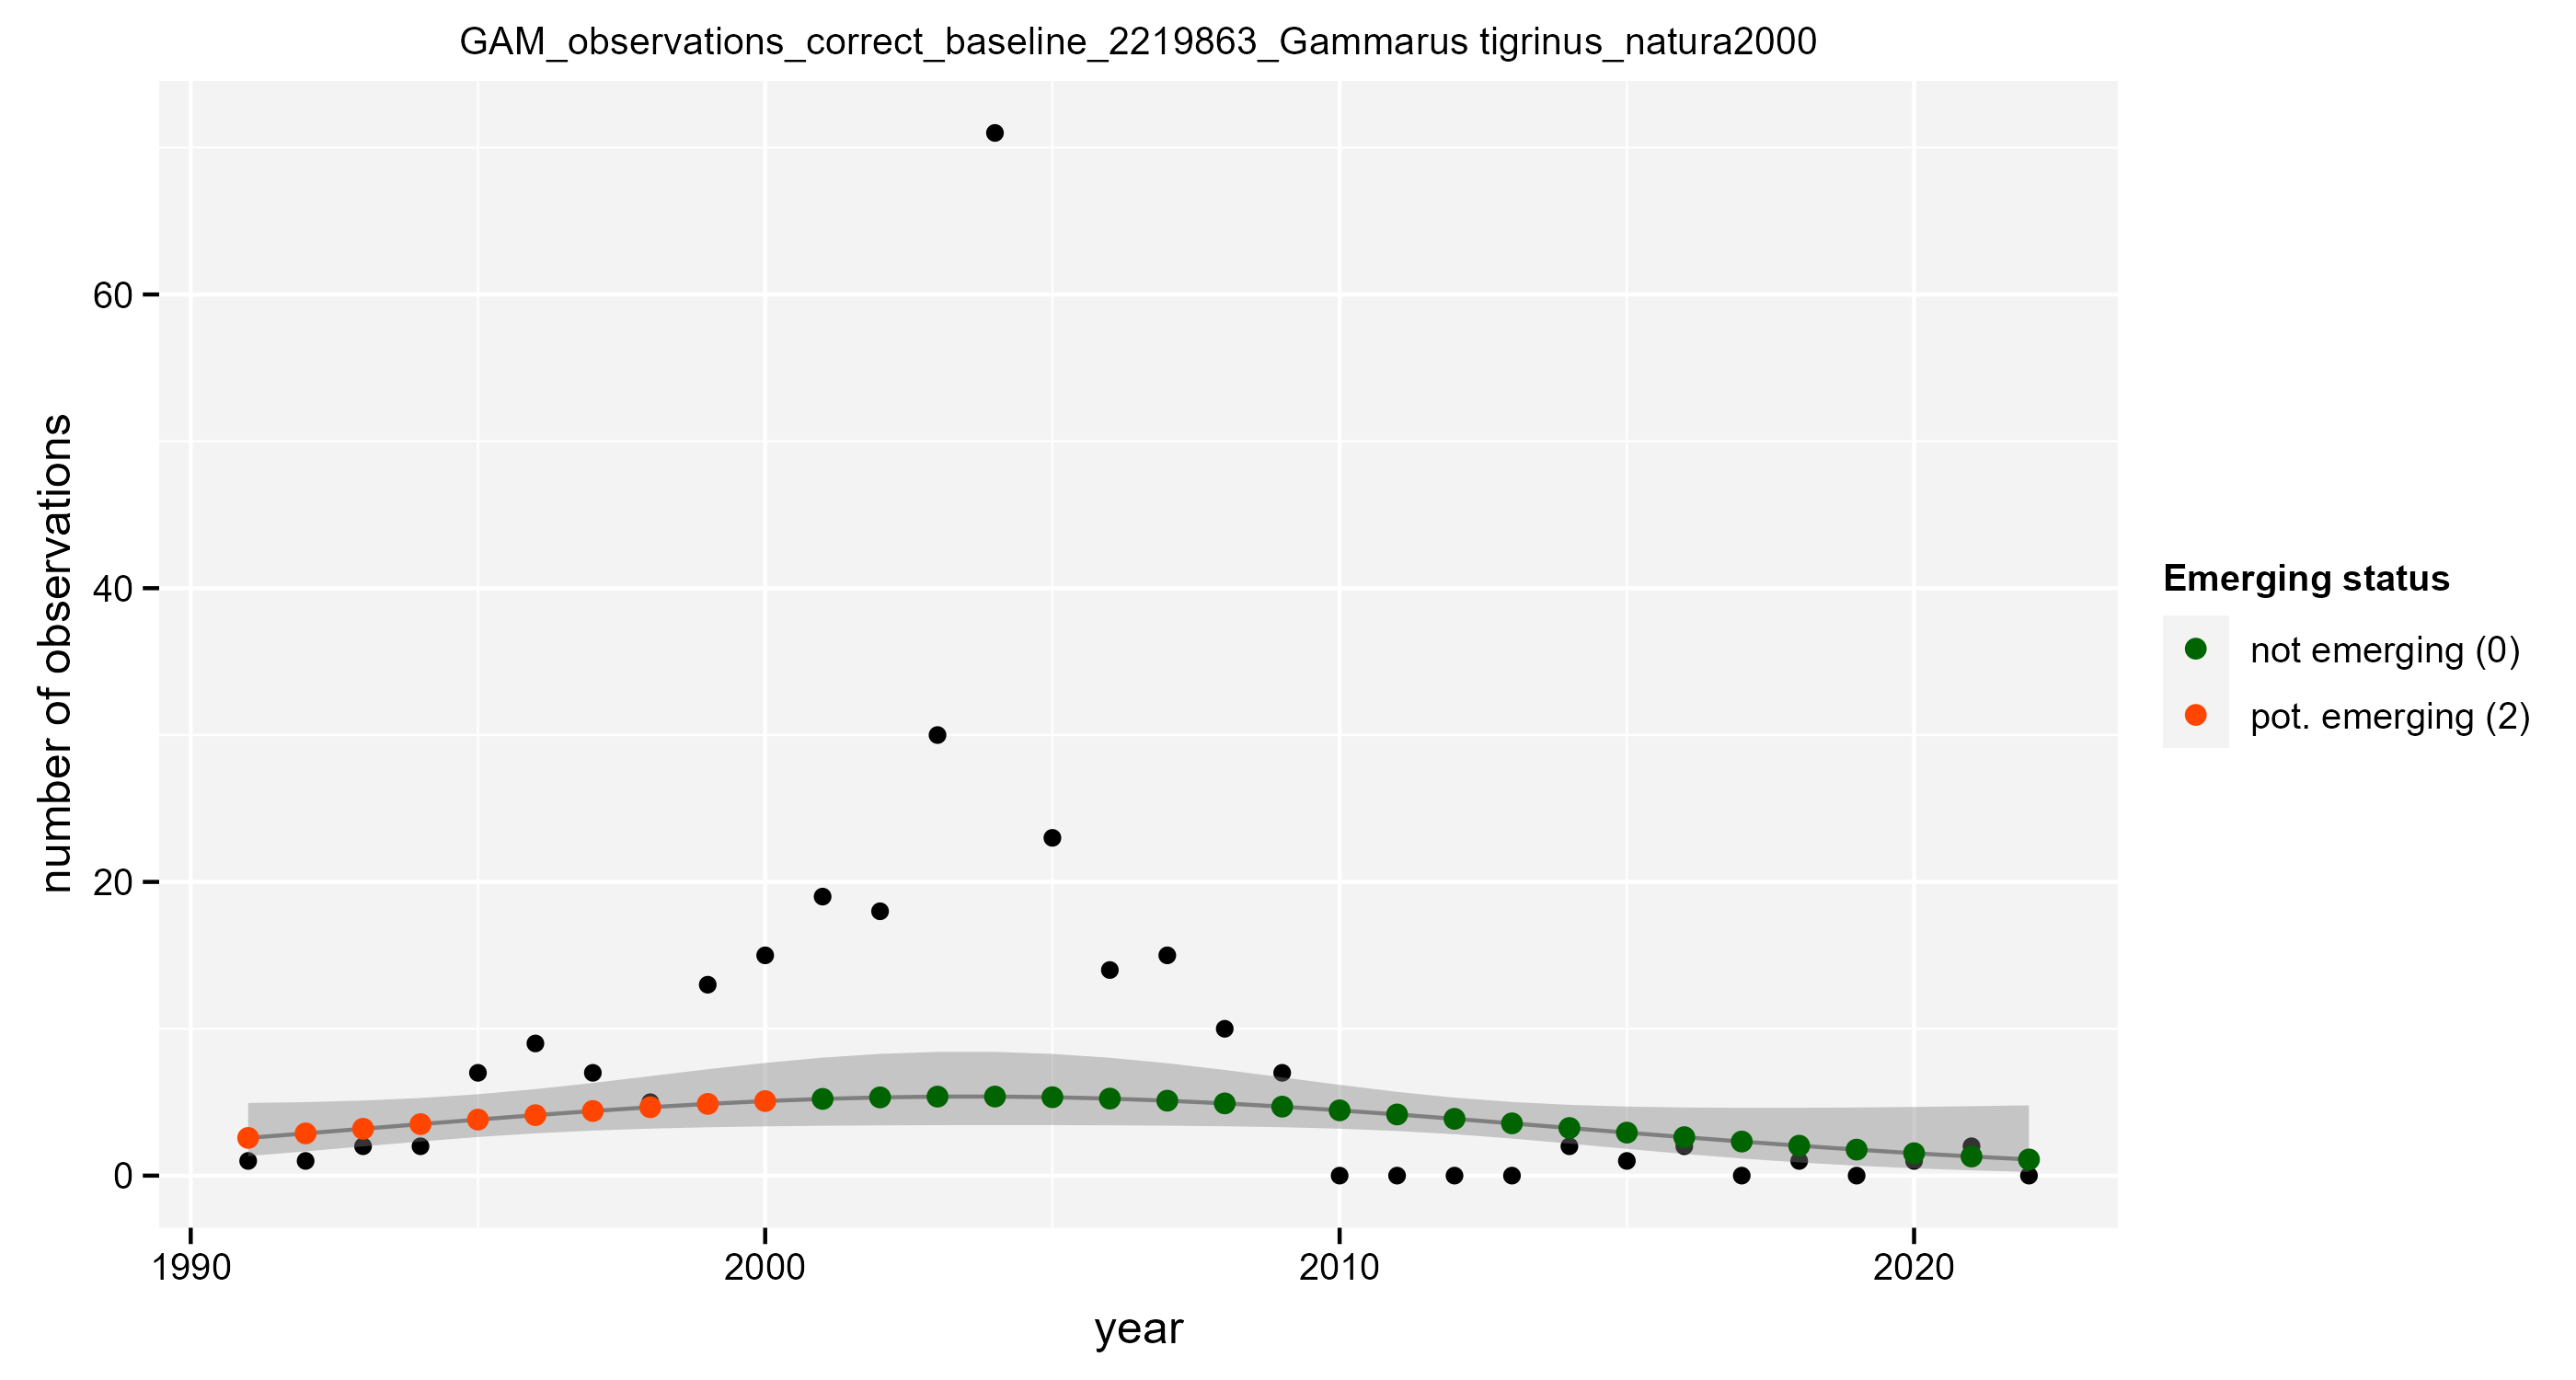 GAM_observations_correct_baseline_2219863_Gammarus tigrinus_natura2000
number of observations
60
40
20
0
1990
2000
2010
2020
year
Emerging status
not emerging (0)
pot. emerging (2)